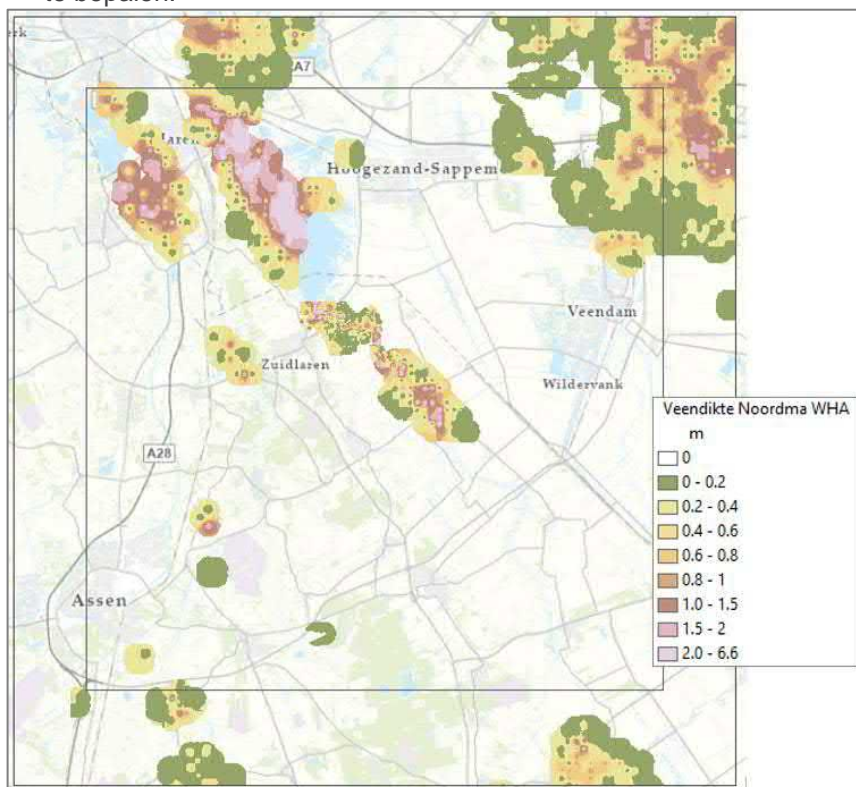 te bepalen.
A7
Hoogezand-Sappem
Veendam
Zuidlaren
Wildervank
A28
Assen
Veendikte Noordma WHA
m
0
0 - 0.2
0.2 - 0.4
0.4 - 0.6
0.6 - 0.8
0.8 - 1
1.0 - 1.5
1.5 - 2
2.0 - 6.6